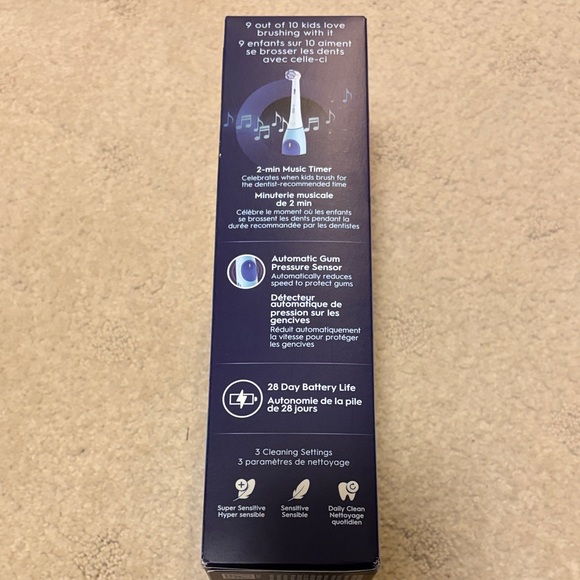 9 out of 10 kids love
brushing with it
9 enfants sur 10 aiment
se brosser les dents
avec celle-ci
2-min Music Timer
Celebrates when kids brush for
the dentist-recommended time
Minuterie musicale
de 2 min
Célèbre le moment où les enfants
se brossent les dents pendant la
durée recommandée par les dentistes
Automatic Gum
Pressure Sensor
Automatically reduces
speed to protect gums
Détecteur
automatique de
pression sur les
gencives
Réduit automatiquement
la vitesse pour protéger
les gencives
28 Day Battery Life
Autonomie de la pile
de 28 jours
3 Cleaning Settings
3 paramètres de nettoyage
Super Sensitive
Hyper sensible
Sensitive
Sensible
Daily Clean
Nettoyage
quotidien